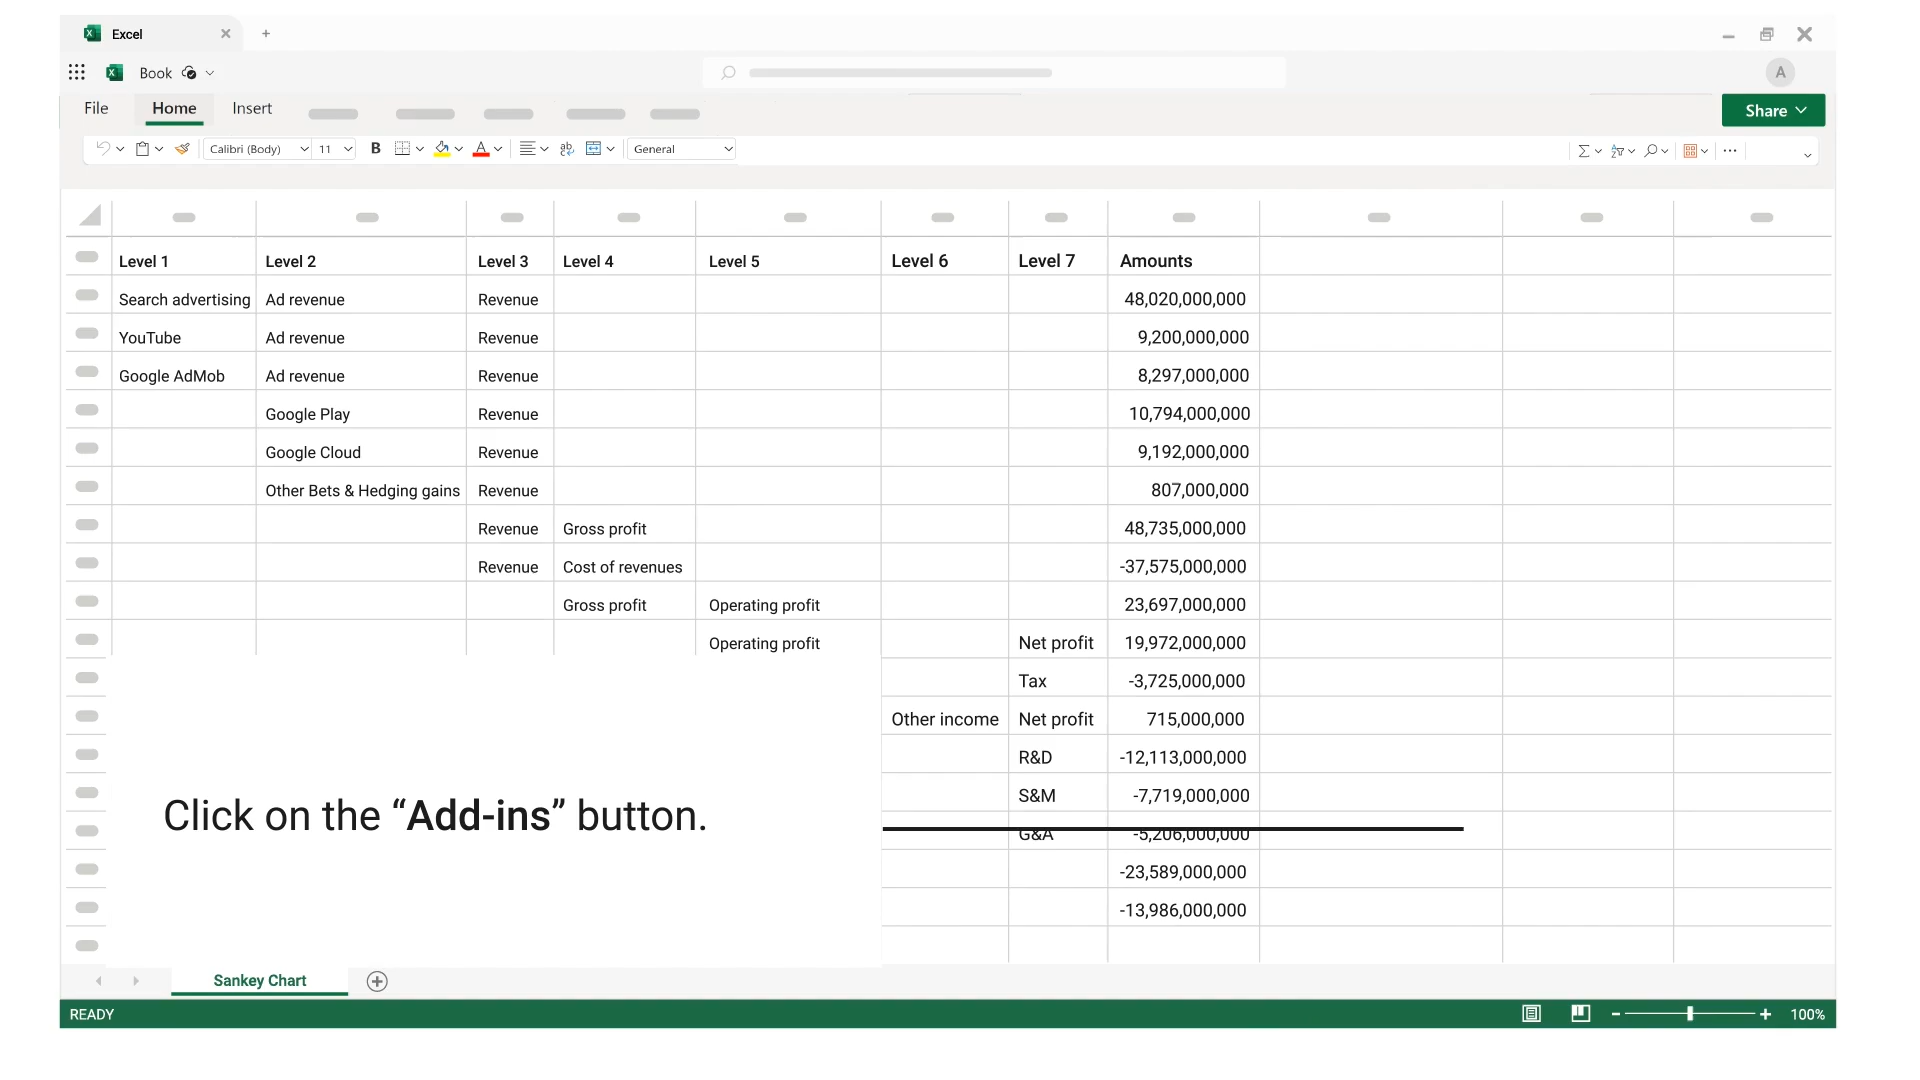 Excel
Book
A
File Home Insert
Share
Calibri (Body) 11 B A General
Level 1 Level 2 Level 3 Level 4 Level 5 Level 6 Level 7 Amounts
Search advertising Ad revenue Revenue 48,020,000,000
YouTube Ad revenue Revenue 9,200,000,000
Google AdMob Ad revenue Revenue 8,297,000,000
Google Play Revenue 10,794,000,000
Google Cloud Revenue 9,192,000,000
Other Bets & Hedging gains Revenue 807,000,000
Revenue Gross profit 48,735,000,000
Revenue Cost of revenues -37,575,000,000
Gross profit Operating profit 23,697,000,000
Operating profit Net profit 19,972,000,000
Tax -3,725,000,000
Other income Net profit 715,000,000
R&D -12,113,000,000
S&M -7,719,000,000
G&A -5,206,000,000
-23,589,000,000
-13,986,000,000
Click on the “Add-ins” button.
Sankey Chart
READY 100%